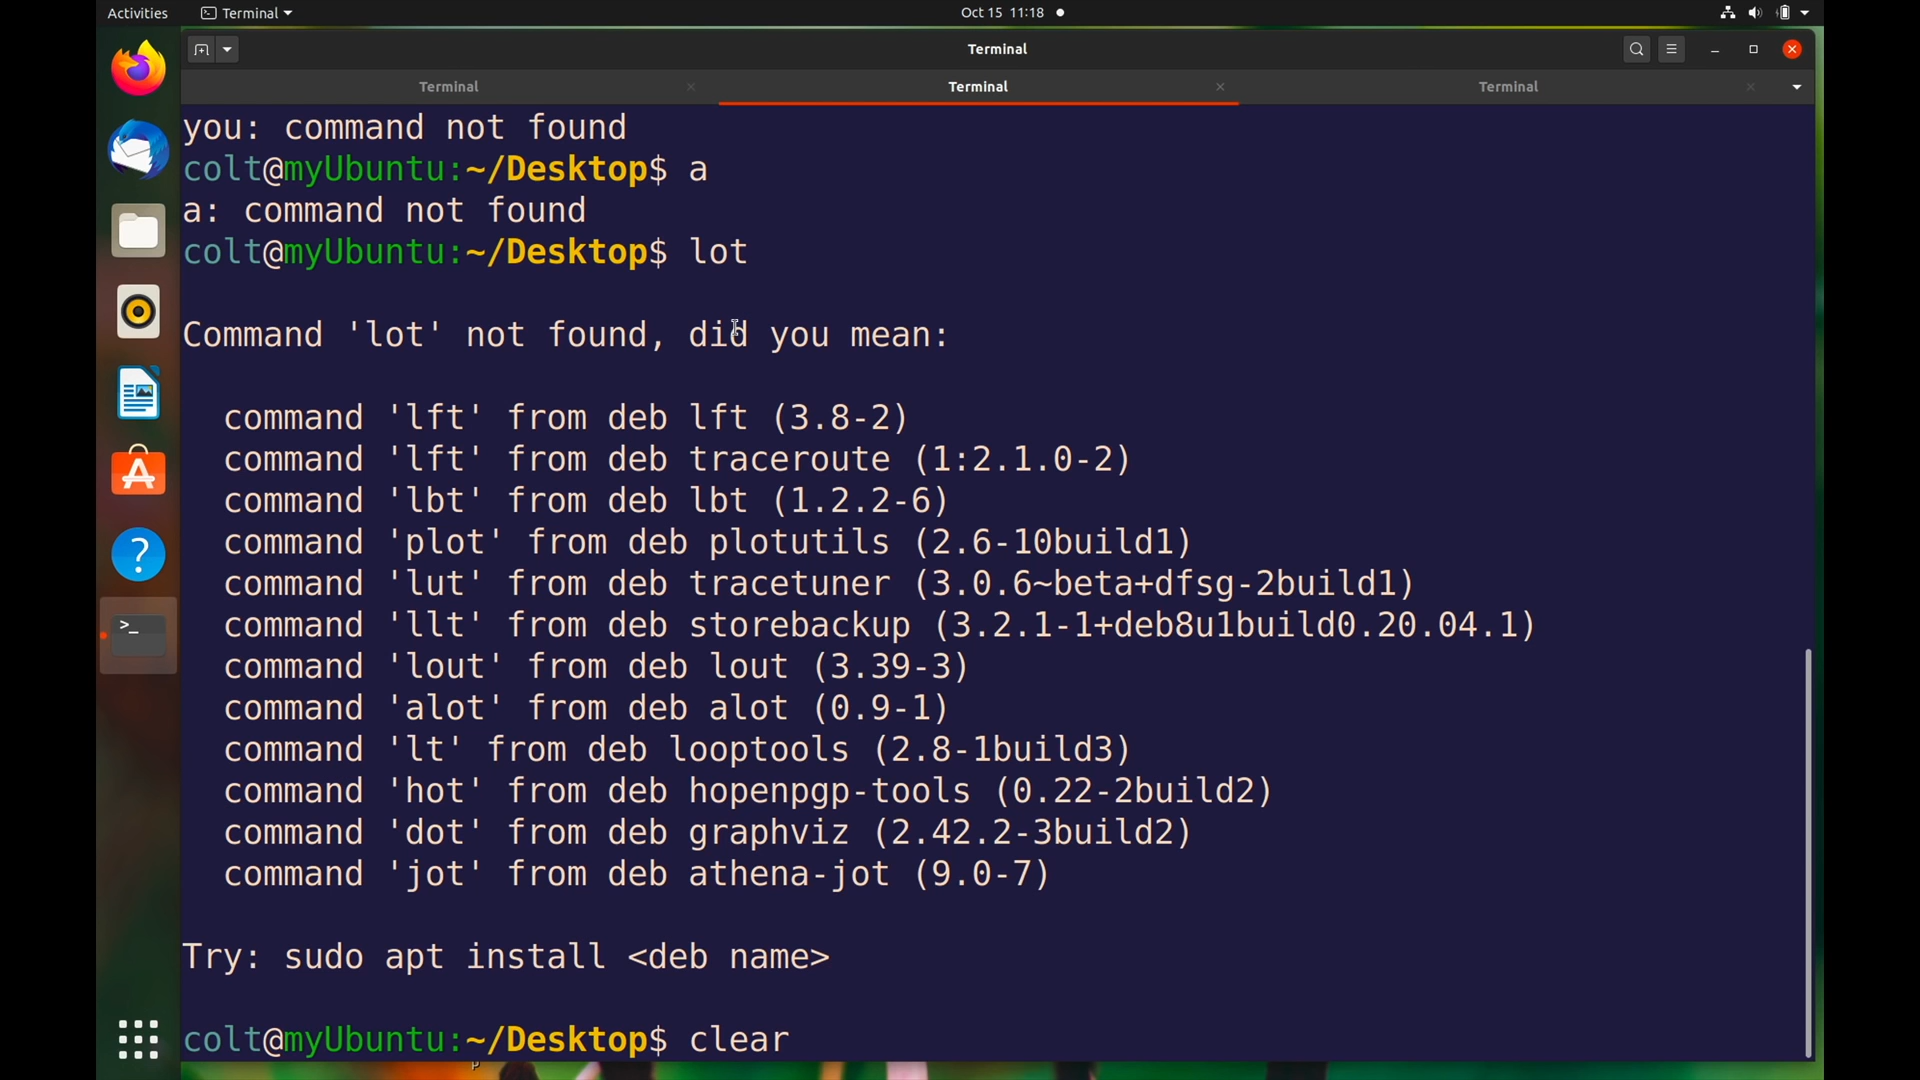 Activities
Terminal
Oct 15 11:18
Terminal
Terminal
Terminal
Terminal
you: command not found
colt@myUbuntu:~/Desktop$ a
a: command not found
colt@myUbuntu:~/Desktop$ lot
Command 'lot' not found, did you mean:
command 'lft' from deb lft (3.8-2)
command 'lft' from deb traceroute (1:2.1.0-2)
command 'lbt' from deb lbt (1.2.2-6)
command 'plot' from deb plotutils (2.6-10build1)
command 'lut' from deb tracetuner (3.0.6~beta+dfsg-2build1)
command 'llt' from deb storebackup (3.2.1-1+deb8u1build0.20.04.1)
command 'lout' from deb lout (3.39-3)
command 'alot' from deb alot (0.9-1)
command 'lt' from deb looptools (2.8-1build3)
command 'hot' from deb hopenpgp-tools (0.22-2build2)
command 'dot' from deb graphviz (2.42.2-3build2)
command 'jot' from deb athena-jot (9.0-7)
Try: sudo apt install <deb name>
colt@myUbuntu:~/Desktop$ clear